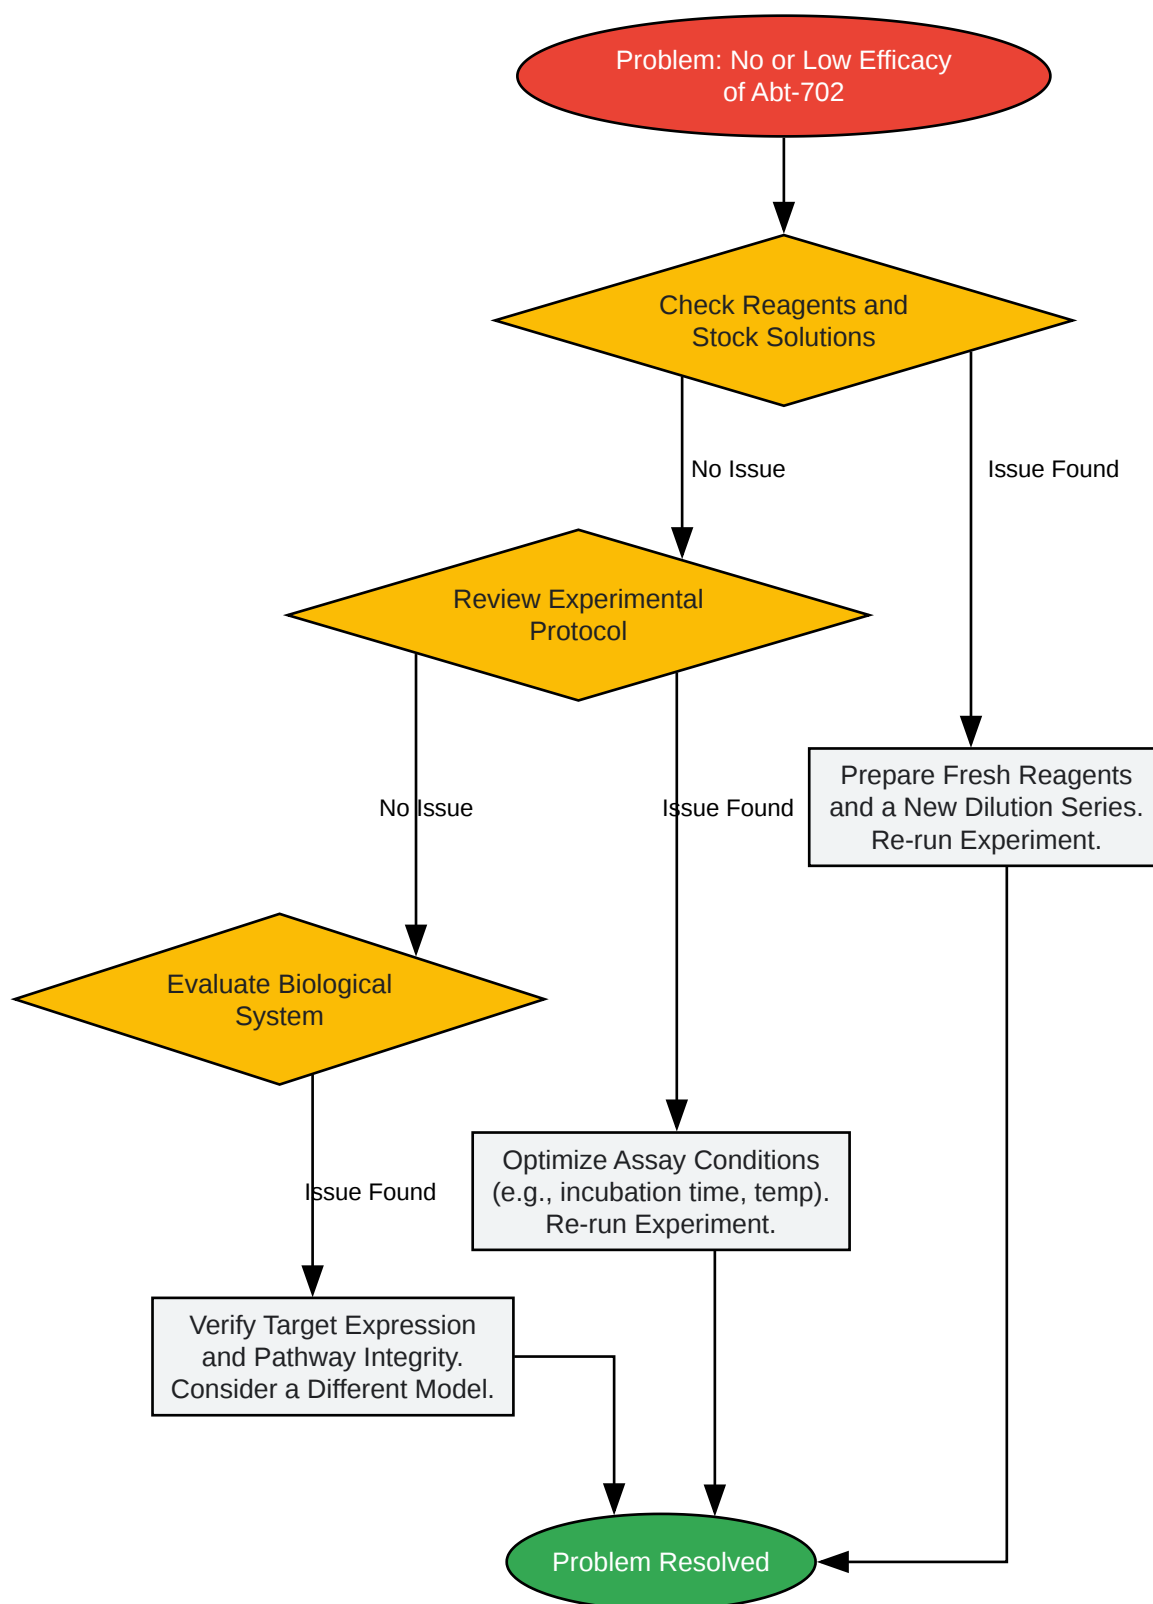 Problem: No or Low Efficacy
of Abt-702
Check Reagents and
Stock Solutions
No Issue
Issue Found
Review Experimental
Protocol
Prepare Fresh Reagents
and a New Dilution Series.
Re-run Experiment.
No Issue
Issue Found
Evaluate Biological
System
Optimize Assay Conditions
(e.g., incubation time, temp).
Re-run Experiment.
Issue Found
Verify Target Expression
and Pathway Integrity.
Consider a Different Model.
Problem Resolved